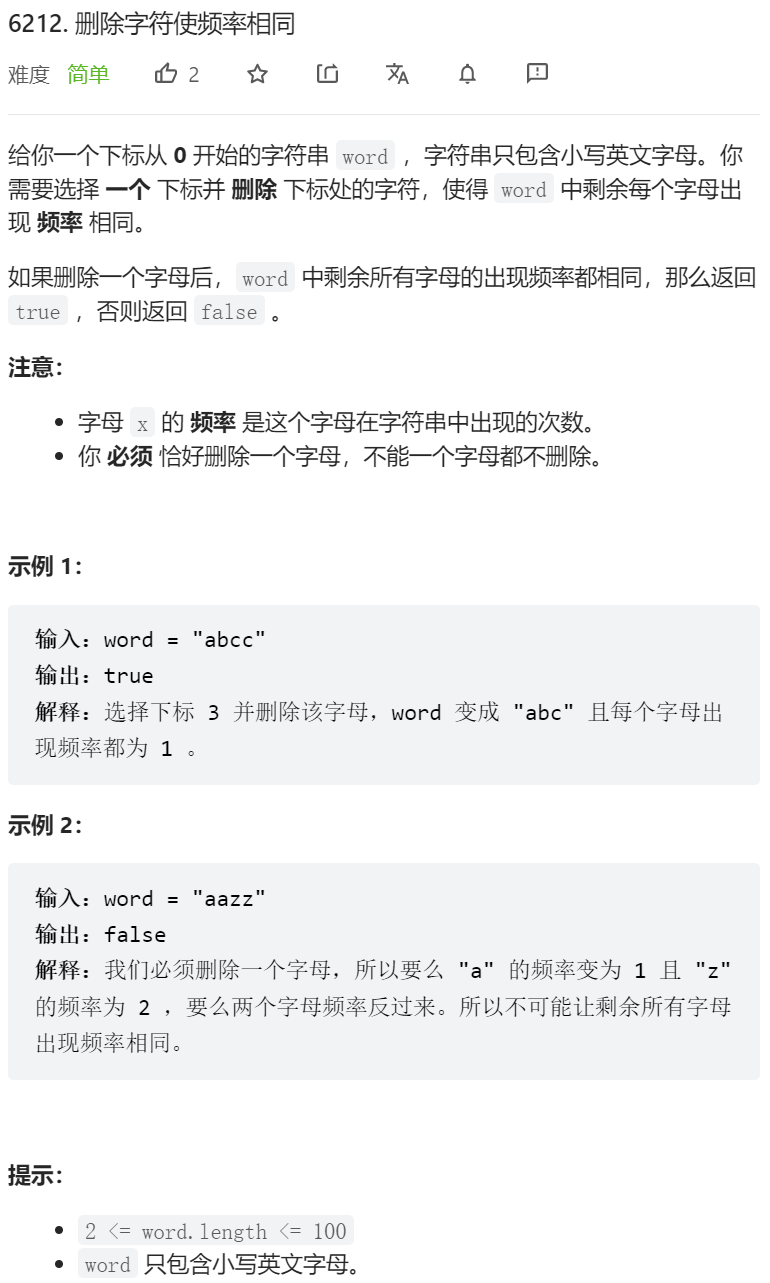 6212. 删除字符使频率相同
难度 简单 2
给你一个下标从 0 开始的字符串 word ，字符串只包含小写英文字母。你
需要选择 一个 下标并 删除 下标处的字符，使得 word 中剩余每个字母出
现 频率 相同。
如果删除一个字母后，word 中剩余所有字母的出现频率都相同，那么返回
true ，否则返回 false 。
注意：
• 字母 x 的 频率 是这个字母在字符串中出现的次数。
• 你 必须 恰好删除一个字母，不能一个字母都不删除。
示例 1：
输入：word = "abcc"
输出：true
解释：选择下标 3 并删除该字母，word 变成 "abc" 且每个字母出
现频率都为 1 。
示例 2：
输入：word = "aazz"
输出：false
解释：我们必须删除一个字母，所以要么 "a" 的频率变为 1 且 "z"
的频率为 2 ，要么两个字母频率反过来。所以不可能让剩余所有字母
出现频率相同。
提示：
• 2 <= word.length <= 100
• word 只包含小写英文字母。